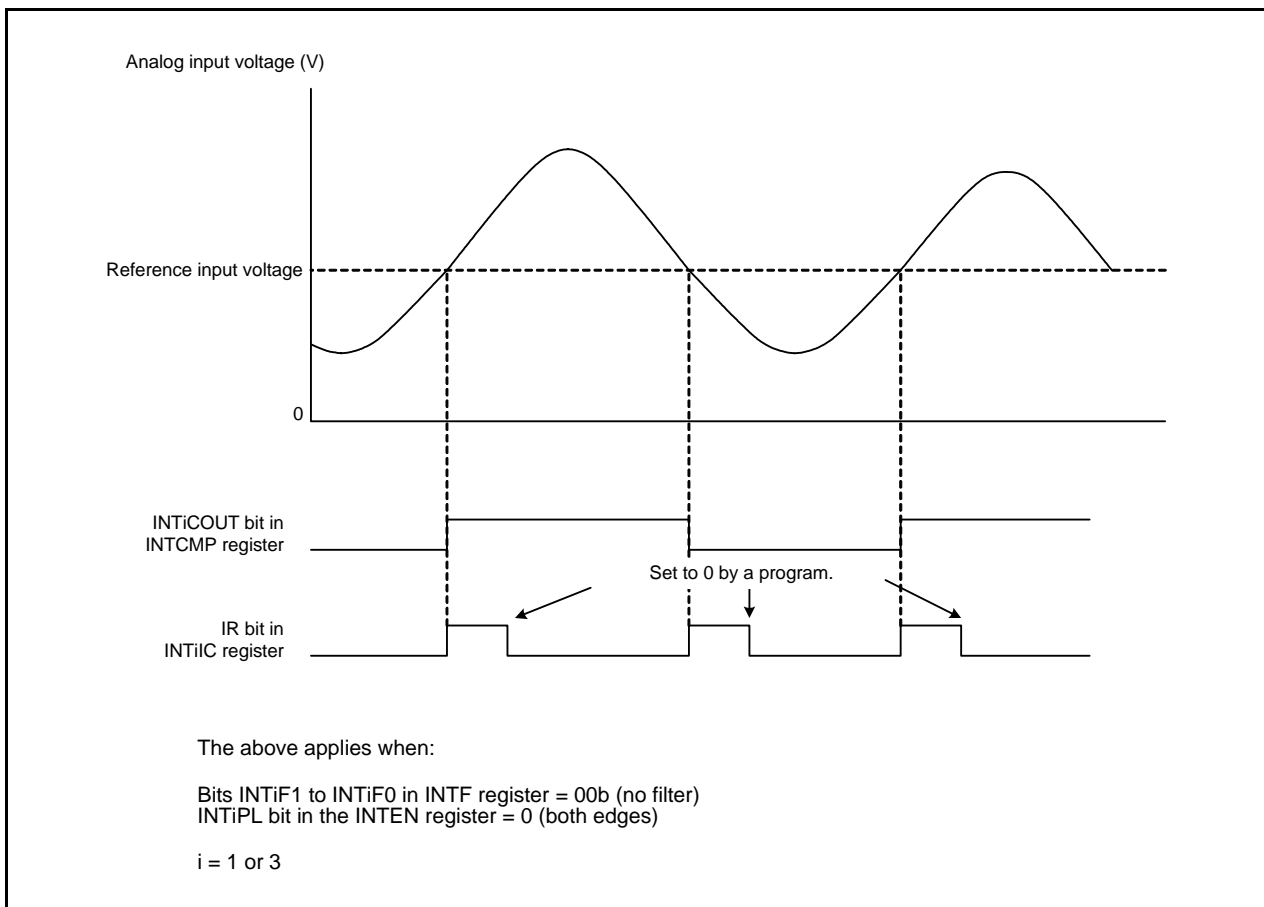 Analog input voltage (V)
Reference input voltage
0
INTiCOUT bit in
INTCMP register
Set to 0 by a program.
IR bit in
INTiIC register
The above applies when:
Bits INTiF1 to INTiF0 in INTF register = 00b (no filter)
INTiPL bit in the INTEN register = 0 (both edges)
i = 1 or 3